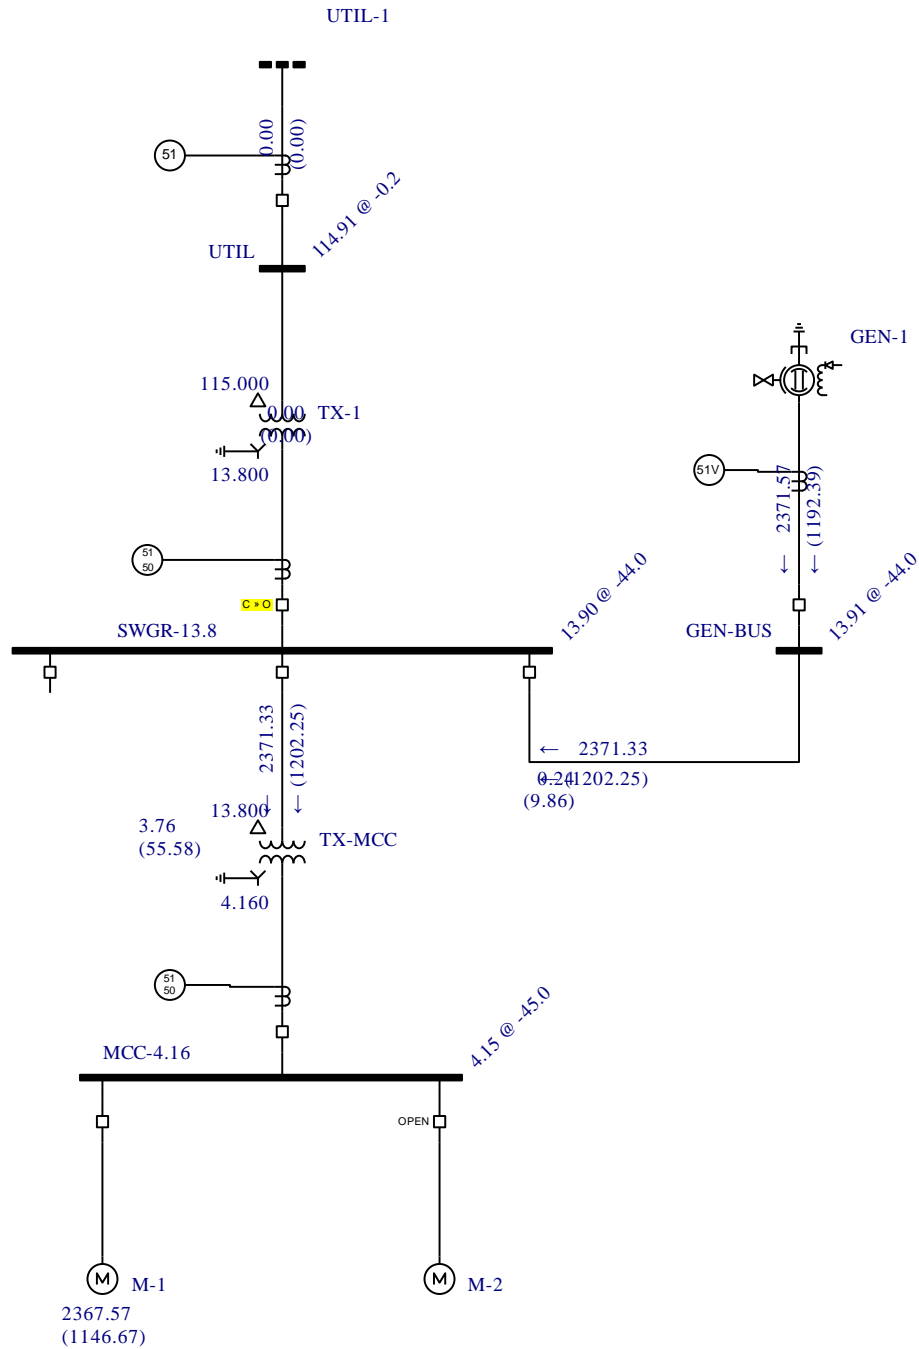 UTIL-1
0.00
(0.00)
51
114.91 @ -0.2
UTIL
GEN-1
115.000
0.00
(0.00)
TX-1
13.800
51V
2371.57
(1192.39)
↓ ↓
51
50
C » O
13.90 @ -44.0
13.91 @ -44.0
SWGR-13.8
GEN-BUS
2371.33
(1202.25)
↓ ↓
← 2371.33
← (1202.25)
0.24
(9.86)
13.800
3.76
(55.58)
TX-MCC
4.160
51
50
4.15 @ -45.0
MCC-4.16
OPEN
M
M-1
M
M-2
2367.57
(1146.67)